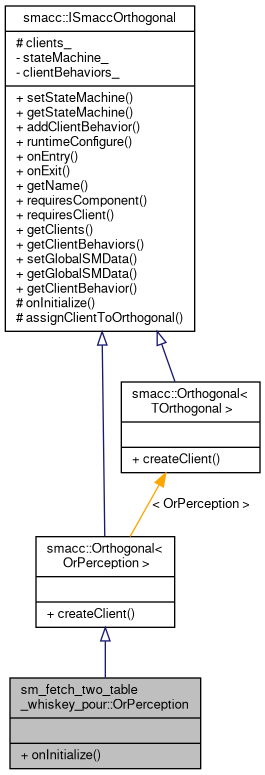 smacc::ISmaccOrthogonal
# clients_
- stateMachine_
- clientBehaviors_
+ setStateMachine()
+ getStateMachine()
+ addClientBehavior()
+ runtimeConfigure()
+ onEntry()
+ onExit()
+ getName()
+ requiresComponent()
+ requiresClient()
+ getClients()
+ getClientBehaviors()
+ setGlobalSMData()
+ getGlobalSMData()
+ getClientBehavior()
# onInitialize()
# assignClientToOrthogonal()
smacc::Orthogonal<
TOrthogonal >
+ createClient()
< OrPerception >
smacc::Orthogonal<
OrPerception >
+ createClient()
sm_fetch_two_table
_whiskey_pour::OrPerception
+ onInitialize()